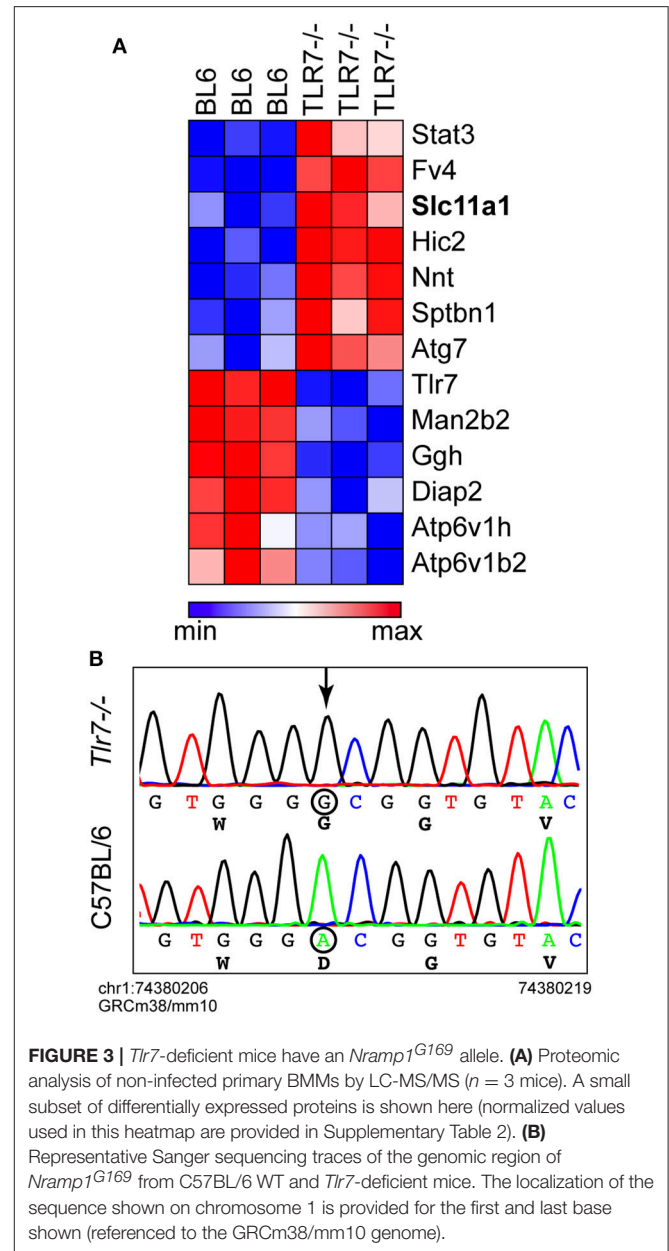 A
BL6 BL6 BL6 TLR7-/- TLR7-/- TLR7-/-
Stat3
Fv4
Slc11a1
Hic2
Nnt
Sptbn1
Atg7
Tlr7
Man2b2
Ggh
Diap2
Atp6v1h
Atp6v1b2
min max
B
Tlr7-/-
G T G G G G C G G T G T A C
W G G V
C57BL/6
G T G G G A C G G T G T A C
W D G V
chr1:74380206 74380219
GRCm38/mm10
FIGURE 3 | Tlr7-deficient mice have an Nramp1G169 allele. (A) Proteomic
analysis of non-infected primary BMMs by LC-MS/MS (n = 3 mice). A small
subset of differentially expressed proteins is shown here (normalized values
used in this heatmap are provided in Supplementary Table 2). (B)
Representative Sanger sequencing traces of the genomic region of
Nramp1G169 from C57BL/6 WT and Tlr7-deficient mice. The localization of the
sequence shown on chromosome 1 is provided for the first and last base
shown (referenced to the GRCm38/mm10 genome).